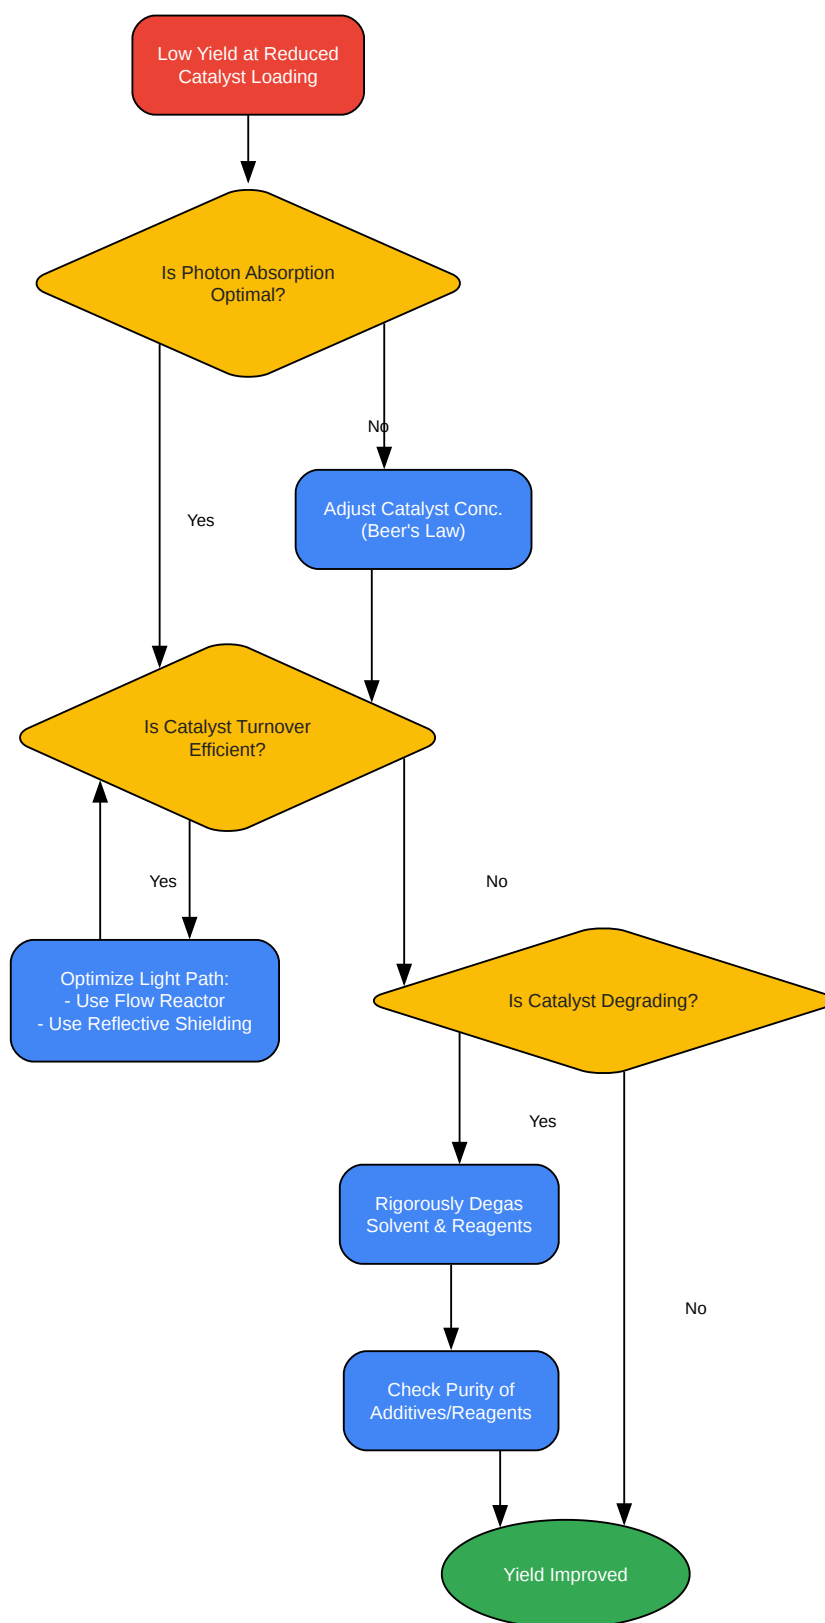 Low Yield at Reduced
Catalyst Loading
Is Photon Absorption
Optimal?
No
Adjust Catalyst Conc.
(Beer's Law)
Yes
Is Catalyst Turnover
Efficient?
Yes
No
Optimize Light Path:
- Use Flow Reactor
- Use Reflective Shielding
Is Catalyst Degrading?
Yes
Rigorously Degas
Solvent & Reagents
No
Check Purity of
Additives/Reagents
Yield Improved